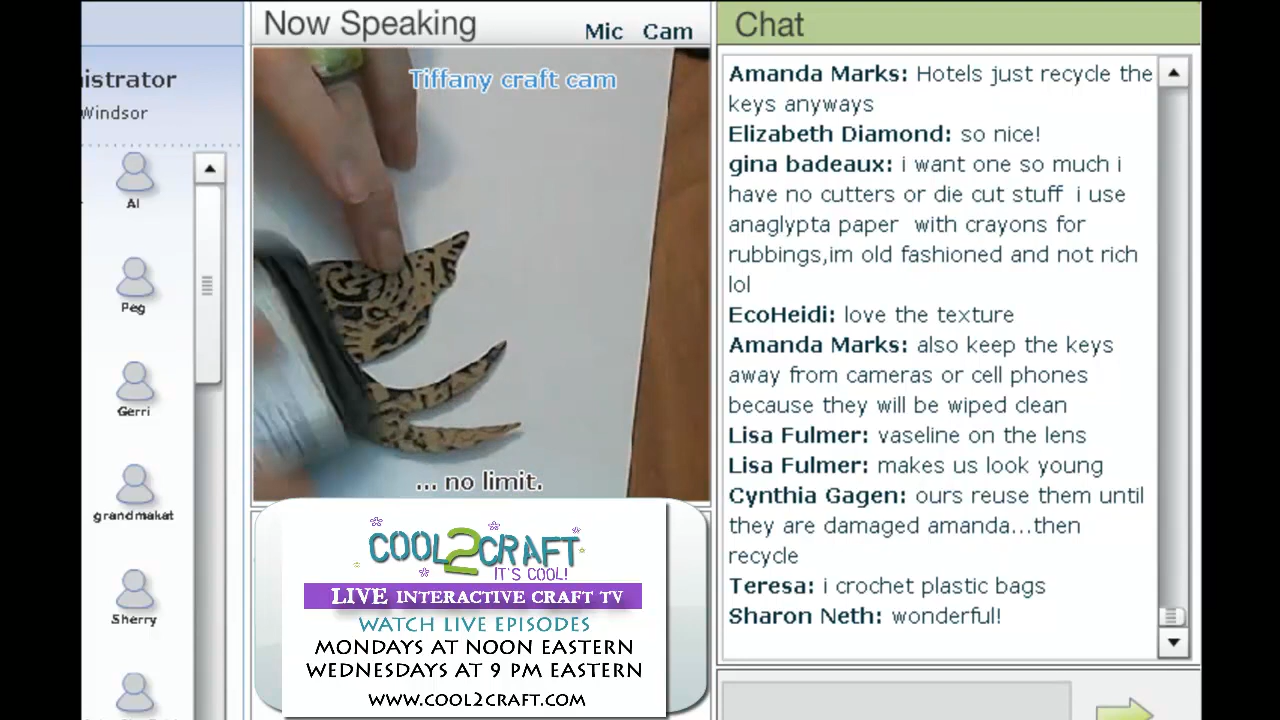 istrator
Windsor
Al
Peg
Gerri
grandmakat
Sherry
Now Speaking
Mic Cam
Tiffany craft cam
... no limit.
COOL2CRAFT
IT'S COOL!
LIVE INTERACTIVE CRAFT TV
WATCH LIVE EPISODES
MONDAYS AT NOON EASTERN
WEDNESDAYS AT 9 PM EASTERN
WWW.COOL2CRAFT.COM
Chat
Amanda Marks: Hotels just recycle the
keys anyways
Elizabeth Diamond: so nice!
gina badeaux: i want one so much i
have no cutters or die cut stuff i use
anaglypta paper with crayons for
rubbings,im old fashioned and not rich
lol
EcoHeidi: love the texture
Amanda Marks: also keep the keys
away from cameras or cell phones
because they will be wiped clean
Lisa Fulmer: vaseline on the lens
Lisa Fulmer: makes us look young
Cynthia Gagen: ours reuse them until
they are damaged amanda...then
recycle
Teresa: i crochet plastic bags
Sharon Neth: wonderful!